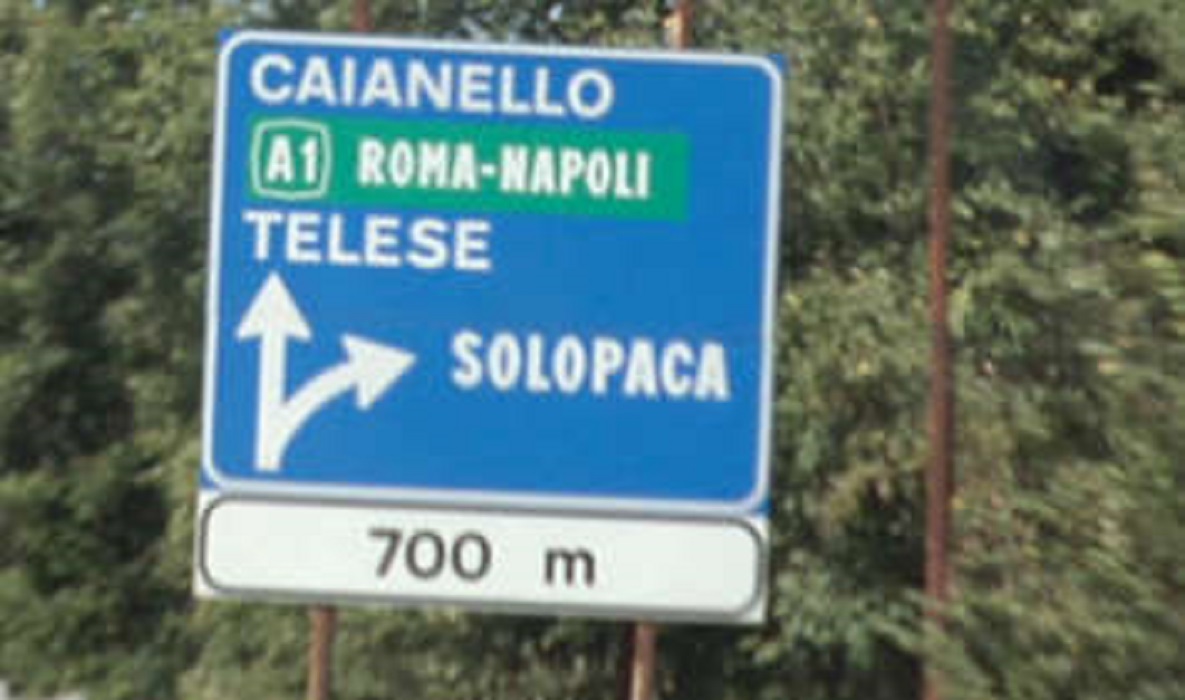 CAIANELLO
A1 ROMA-NAPOLI
TELESE
SOLOPACA
700 m